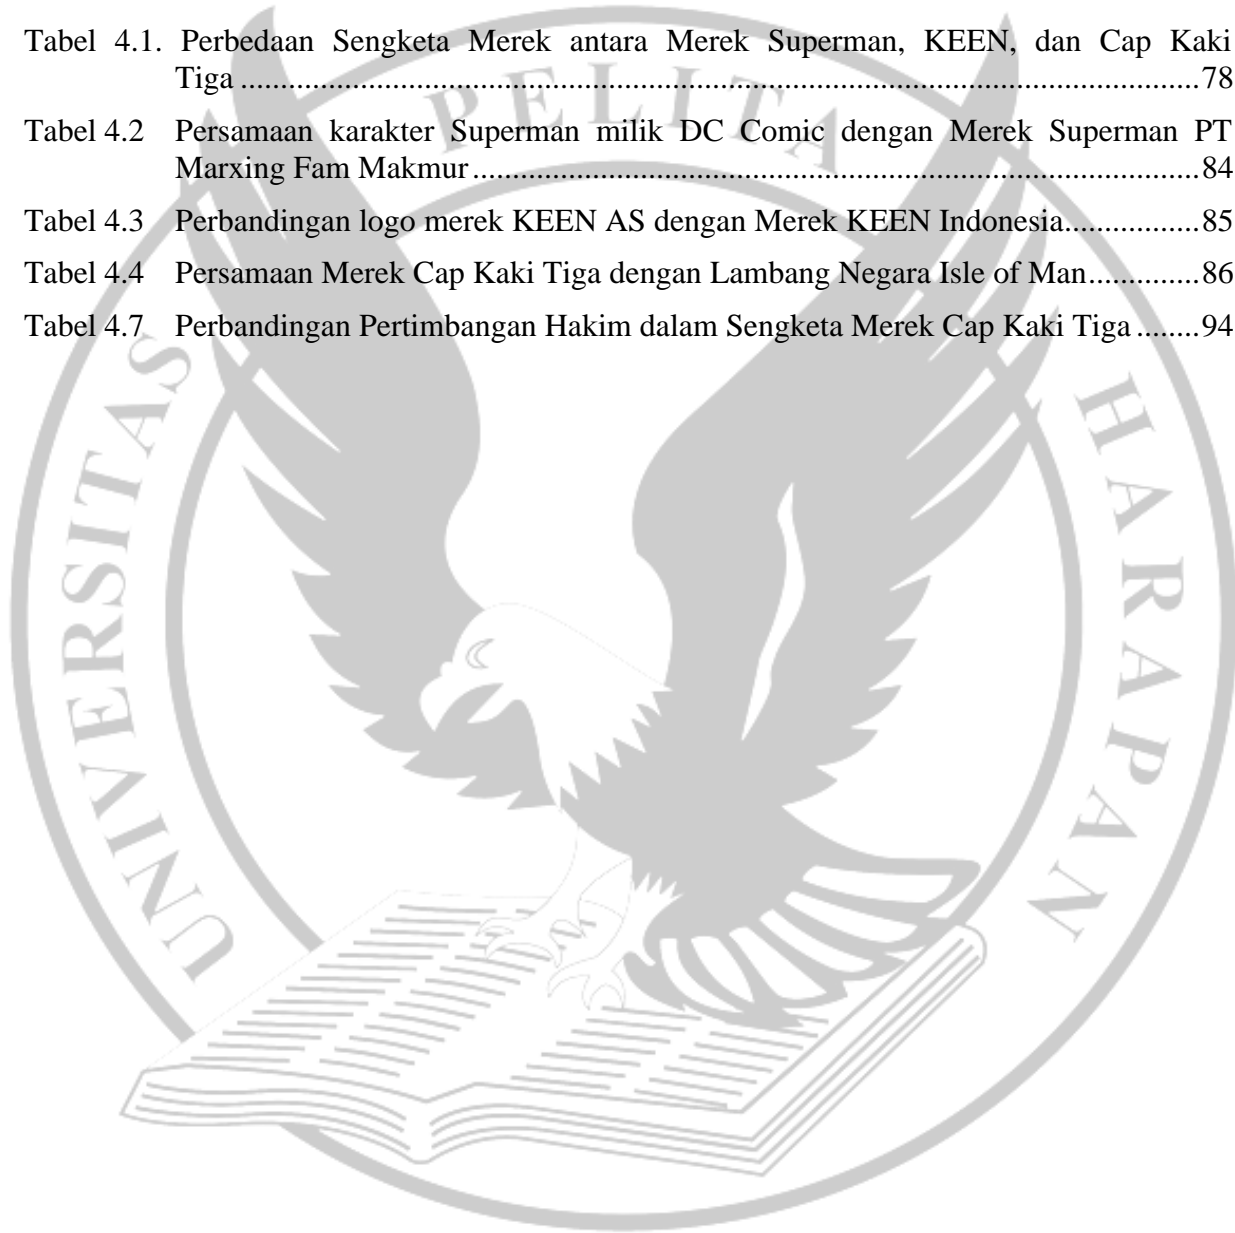 Tabel 4.1. Perbedaan Sengketa Merek antara Merek Superman, KEEN, dan Cap Kaki
Tiga ........................................................................................................................78
Tabel 4.2 Persamaan karakter Superman milik DC Comic dengan Merek Superman PT
Marxing Fam Makmur...........................................................................................84
Tabel 4.3 Perbandingan logo merek KEEN AS dengan Merek KEEN Indonesia................85
Tabel 4.4 Persamaan Merek Cap Kaki Tiga dengan Lambang Negara Isle of Man..............86
Tabel 4.7 Perbandingan Pertimbangan Hakim dalam Sengketa Merek Cap Kaki Tiga ........94
UNIVERSITAS PELITA HARAPAN